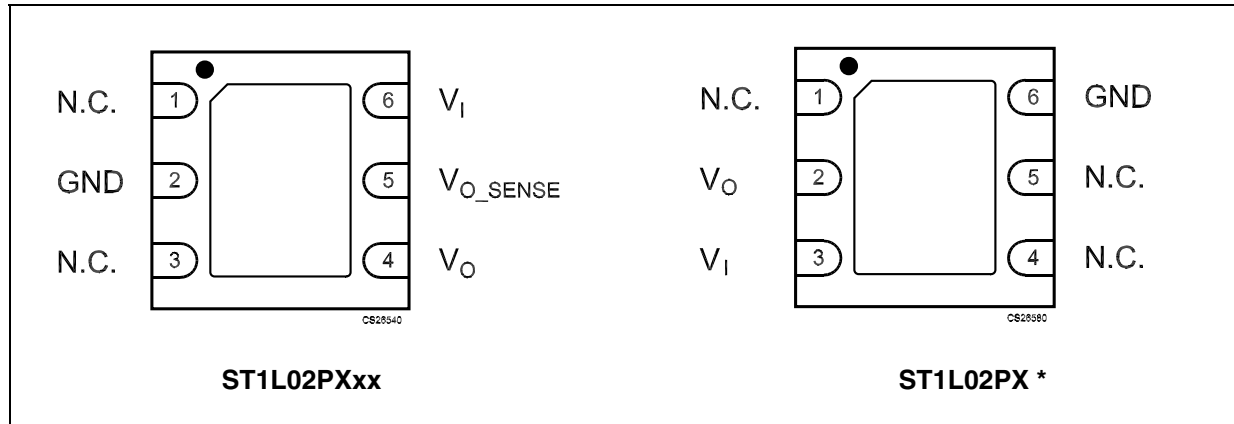 N.C. 1 6 V_I
GND 2 5 V_O_SENSE
N.C. 3 4 V_O
CS26540
ST1L02PXxx
N.C. 1 6 GND
V_O 2 5 N.C.
V_I 3 4 N.C.
CS26560
ST1L02PX *